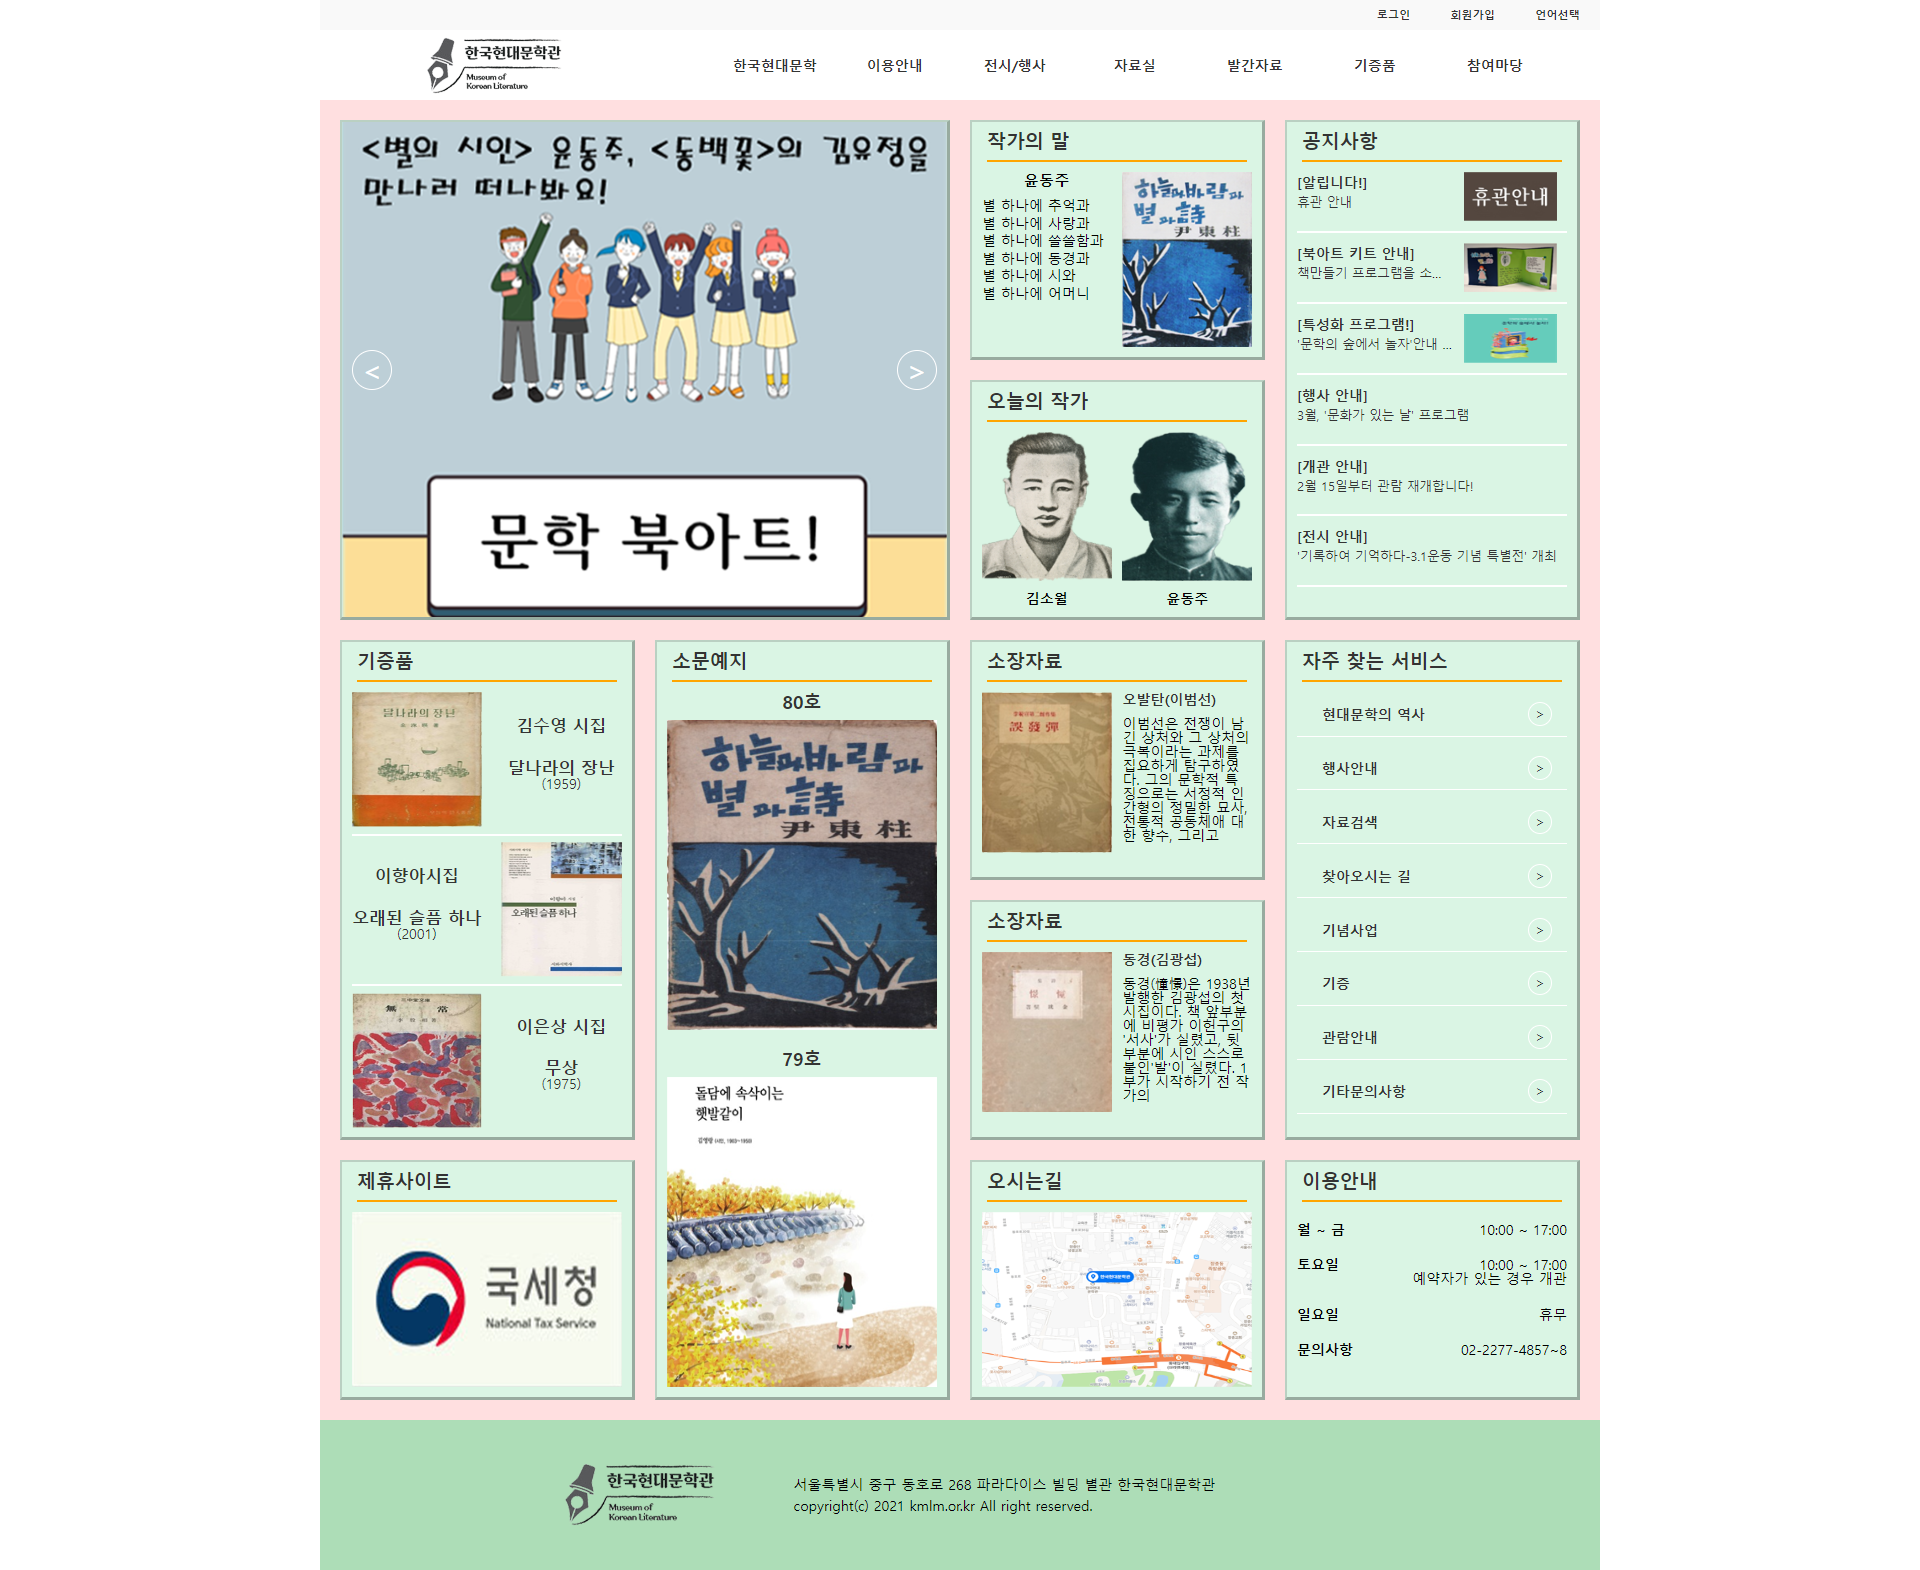 로그인 회원가입 언어선택
한국현대문학관
Museum of
Korean Literature
한국현대문학 이용안내 전시/행사 자료실 발간자료 기증품 참여마당
<별의 시인> 윤동주, <동백꽃>의 김유정을
만나러 떠나봐요!
< >
문학 북아트!
작가의 말
윤동주
별 하나에 추억과
별 하나에 사랑과
별 하나에 쓸쓸함과
별 하나에 동경과
별 하나에 시와
별 하나에 어머니
하늘과 바람과
별과 詩
尹東柱
오늘의 작가
김소월 윤동주
공지사항
[알립니다!]
휴관 안내
휴관안내
[북아트 키트 안내]
책만들기 프로그램을 소...
[특성화 프로그램!]
'문학의 숲에서 놀자'안내 ...
[행사 안내]
3월, '문화가 있는 날' 프로그램
[개관 안내]
2월 15일부터 관람 재개합니다!
[전시 안내]
'기록하여 기억하다-3.1운동 기념 특별전' 개최
기증품
달나라의 장난
김수영 시집
달나라의 장난
(1959)
이향아시집
오래된 슬픔 하나
(2001)
오래된 슬픔 하나
無常
이은상 시집
무상
(1975)
소문예지
80호
하늘과 바람과
별과 詩
尹東柱
79호
돌담에 속삭이는
햇발같이
소장자료
誤發彈
오발탄(이범선)
이범선은 전쟁이 남
긴 상처와 그 상처의
극복이라는 과제를
집요하게 탐구하였
다. 그의 문학적 특
징으로는 서정적 인
간형의 정밀한 묘사,
전통적 공동체애 대
한 향수, 그리고
소장자료
동경(김광섭)
동경(憧憬)은 1938년
발행한 김광섭의 첫
시집이다. 책 앞부분
에 비평가 이헌구의
'서사'가 실렸고, 뒷
부분에 시인 스스로
붙인'발'이 실렸다. 1
부가 시작하기 전 작
가의
자주 찾는 서비스
현대문학의 역사 >
행사안내 >
자료검색 >
찾아오시는 길 >
기념사업 >
기증 >
관람안내 >
기타문의사항 >
제휴사이트
국세청
National Tax Service
오시는길
한국현대문학관
이용안내
월 ~ 금 10:00 ~ 17:00
토요일 10:00 ~ 17:00
예약자가 있는 경우 개관
일요일 휴무
문의사항 02-2277-4857~8
한국현대문학관
Museum of
Korean Literature
서울특별시 중구 동호로 268 파라다이스 빌딩 별관 한국현대문학관
copyright(c) 2021 kmlm.or.kr All right reserved.